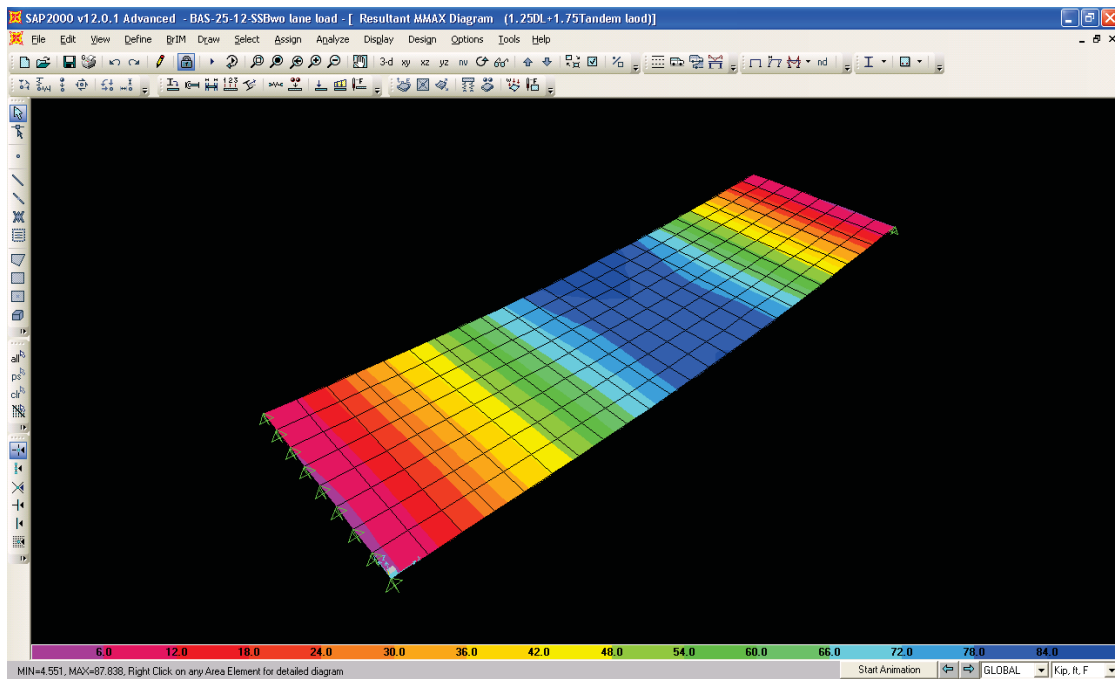 SAP2000 v12.0.1 Advanced - BAS-25-12-SSBwo lane load - [ Resultant MMAX Diagram (1.25DL+1.75Tandem laod)]
File Edit View Define BrIM Draw Select Assign Analyze Display Design Options Tools Help
3-d xy xz yz nv nd
all
ps
clr
6.0 12.0 18.0 24.0 30.0 36.0 42.0 48.0 54.0 60.0 66.0 72.0 78.0 84.0
MIN=4.551, MAX=87.838, Right Click on any Area Element for detailed diagram Start Animation GLOBAL Kip, ft, F